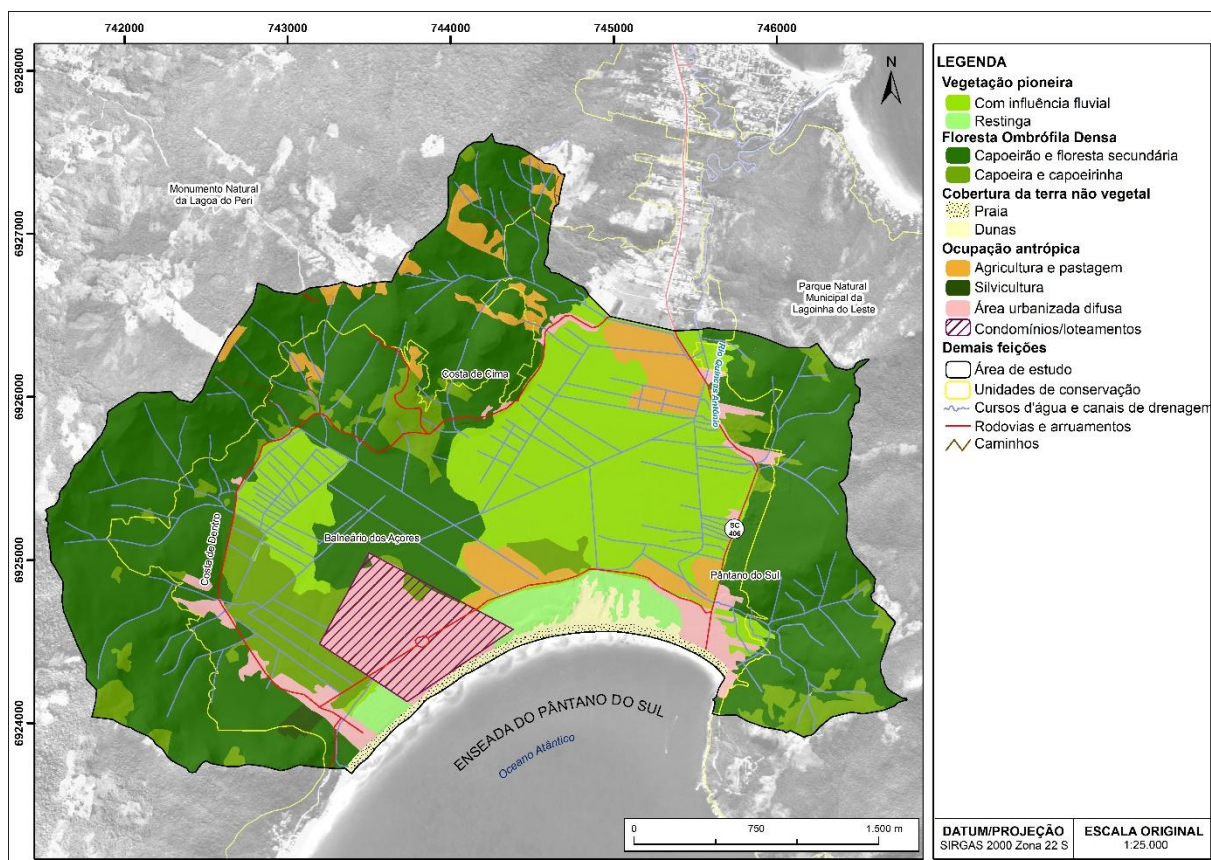 742000
743000
744000
745000
746000
6928000
6927000
6926000
6925000
6924000
N
Monumento Natural
da Lagoa do Peri
Parque Natural
Municipal da
Lagoinha do Leste
Rio Quincas Antônio
Costa de Cima
Costa de Dentro
Balneário dos Açores
SC
406
Pântano do Sul
ENSEADA DO PÂNTANO DO SUL
Oceano Atântico
0 750 1.500 m
LEGENDA
Vegetação pioneira
Com influência fluvial
Restinga
Floresta Ombrófila Densa
Capoeirão e floresta secundária
Capoeira e capoeirinha
Cobertura da terra não vegetal
Praia
Dunas
Ocupação antrópica
Agricultura e pastagem
Silvicultura
Área urbanizada difusa
Condomínios/loteamentos
Demais feições
Área de estudo
Unidades de conservação
Cursos d'água e canais de drenagem
Rodovias e arruamentos
Caminhos
DATUM/PROJEÇÃO
SIRGAS 2000 Zona 22 S
ESCALA ORIGINAL
1:25.000